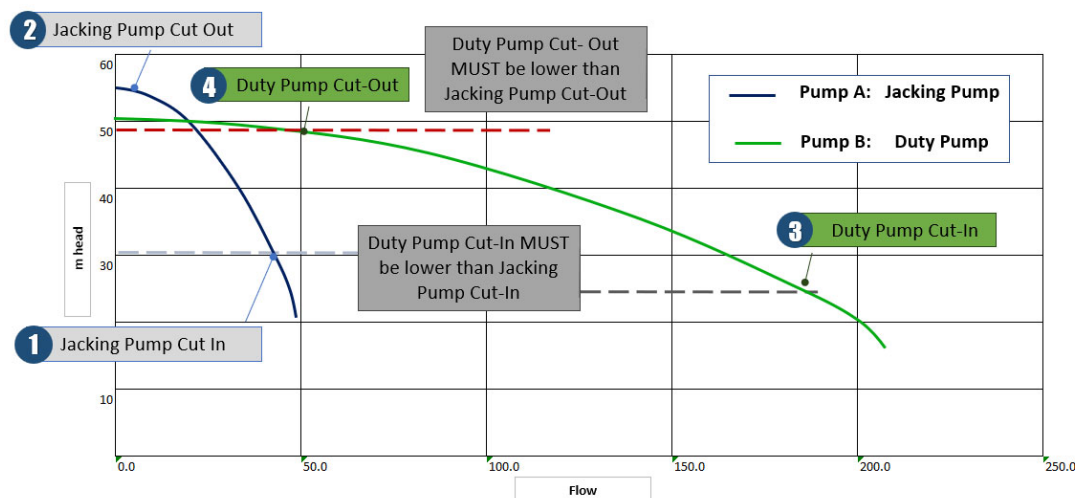 2 Jacking Pump Cut Out
60
4 Duty Pump Cut-Out
Duty Pump Cut- Out
MUST be lower than
Jacking Pump Cut-Out
Pump A: Jacking Pump
Pump B: Duty Pump
50
40
m head
30
Duty Pump Cut-In MUST
be lower than Jacking
Pump Cut-In
3 Duty Pump Cut-In
1 Jacking Pump Cut In
10
0.0 50.0 100.0 150.0 200.0 250.0
Flow